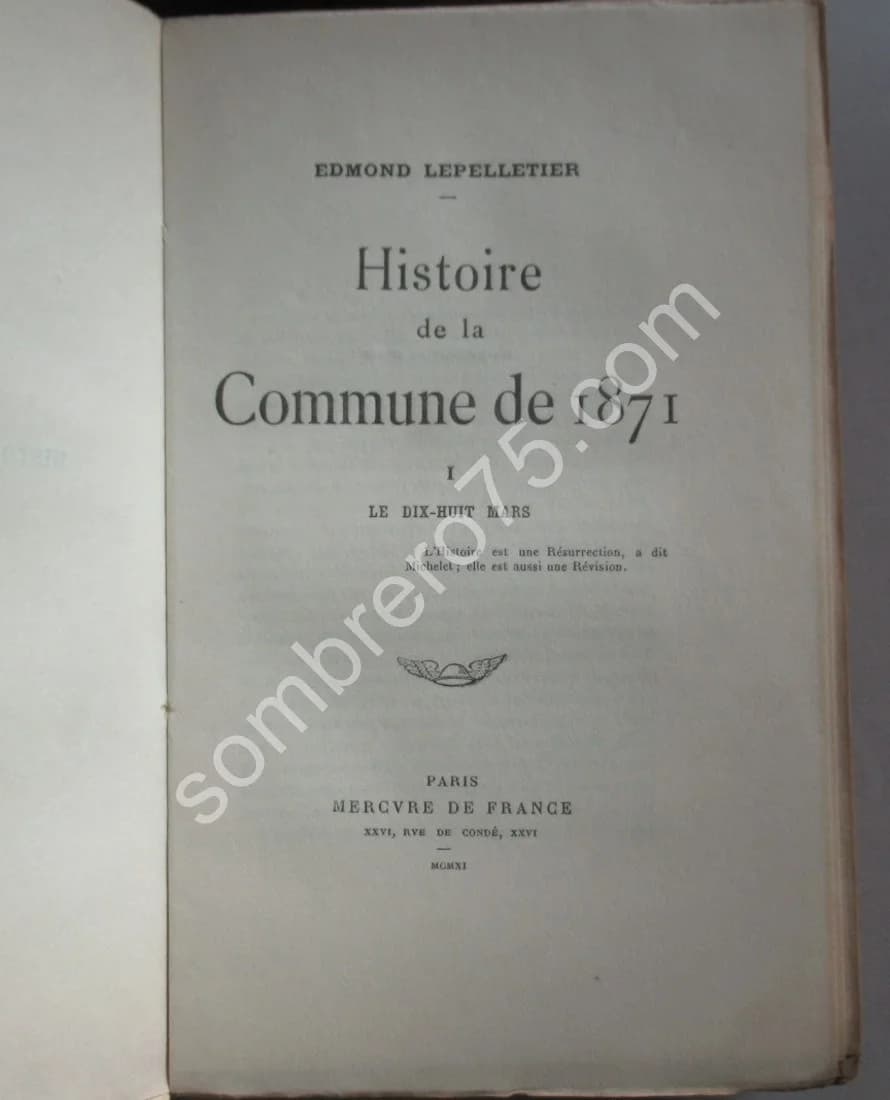 EDMOND LEPELLETIER
Histoire
de la
Commune de 1871
I
LE DIX-HUIT MARS
L'Histoire est une Résurrection, a dit
Michelet ; elle est aussi une Révision.
PARIS
MERCVRE DE FRANCE
XXVI, RVE DE CONDÉ, XXVI
MCMXI
sombrero75.com